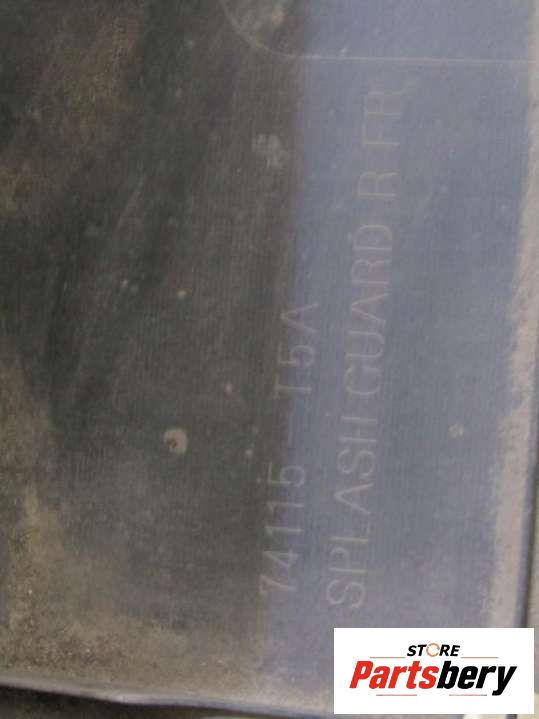 74115-T5A
SPLASH GUARD R FR
STORE
Partsbery